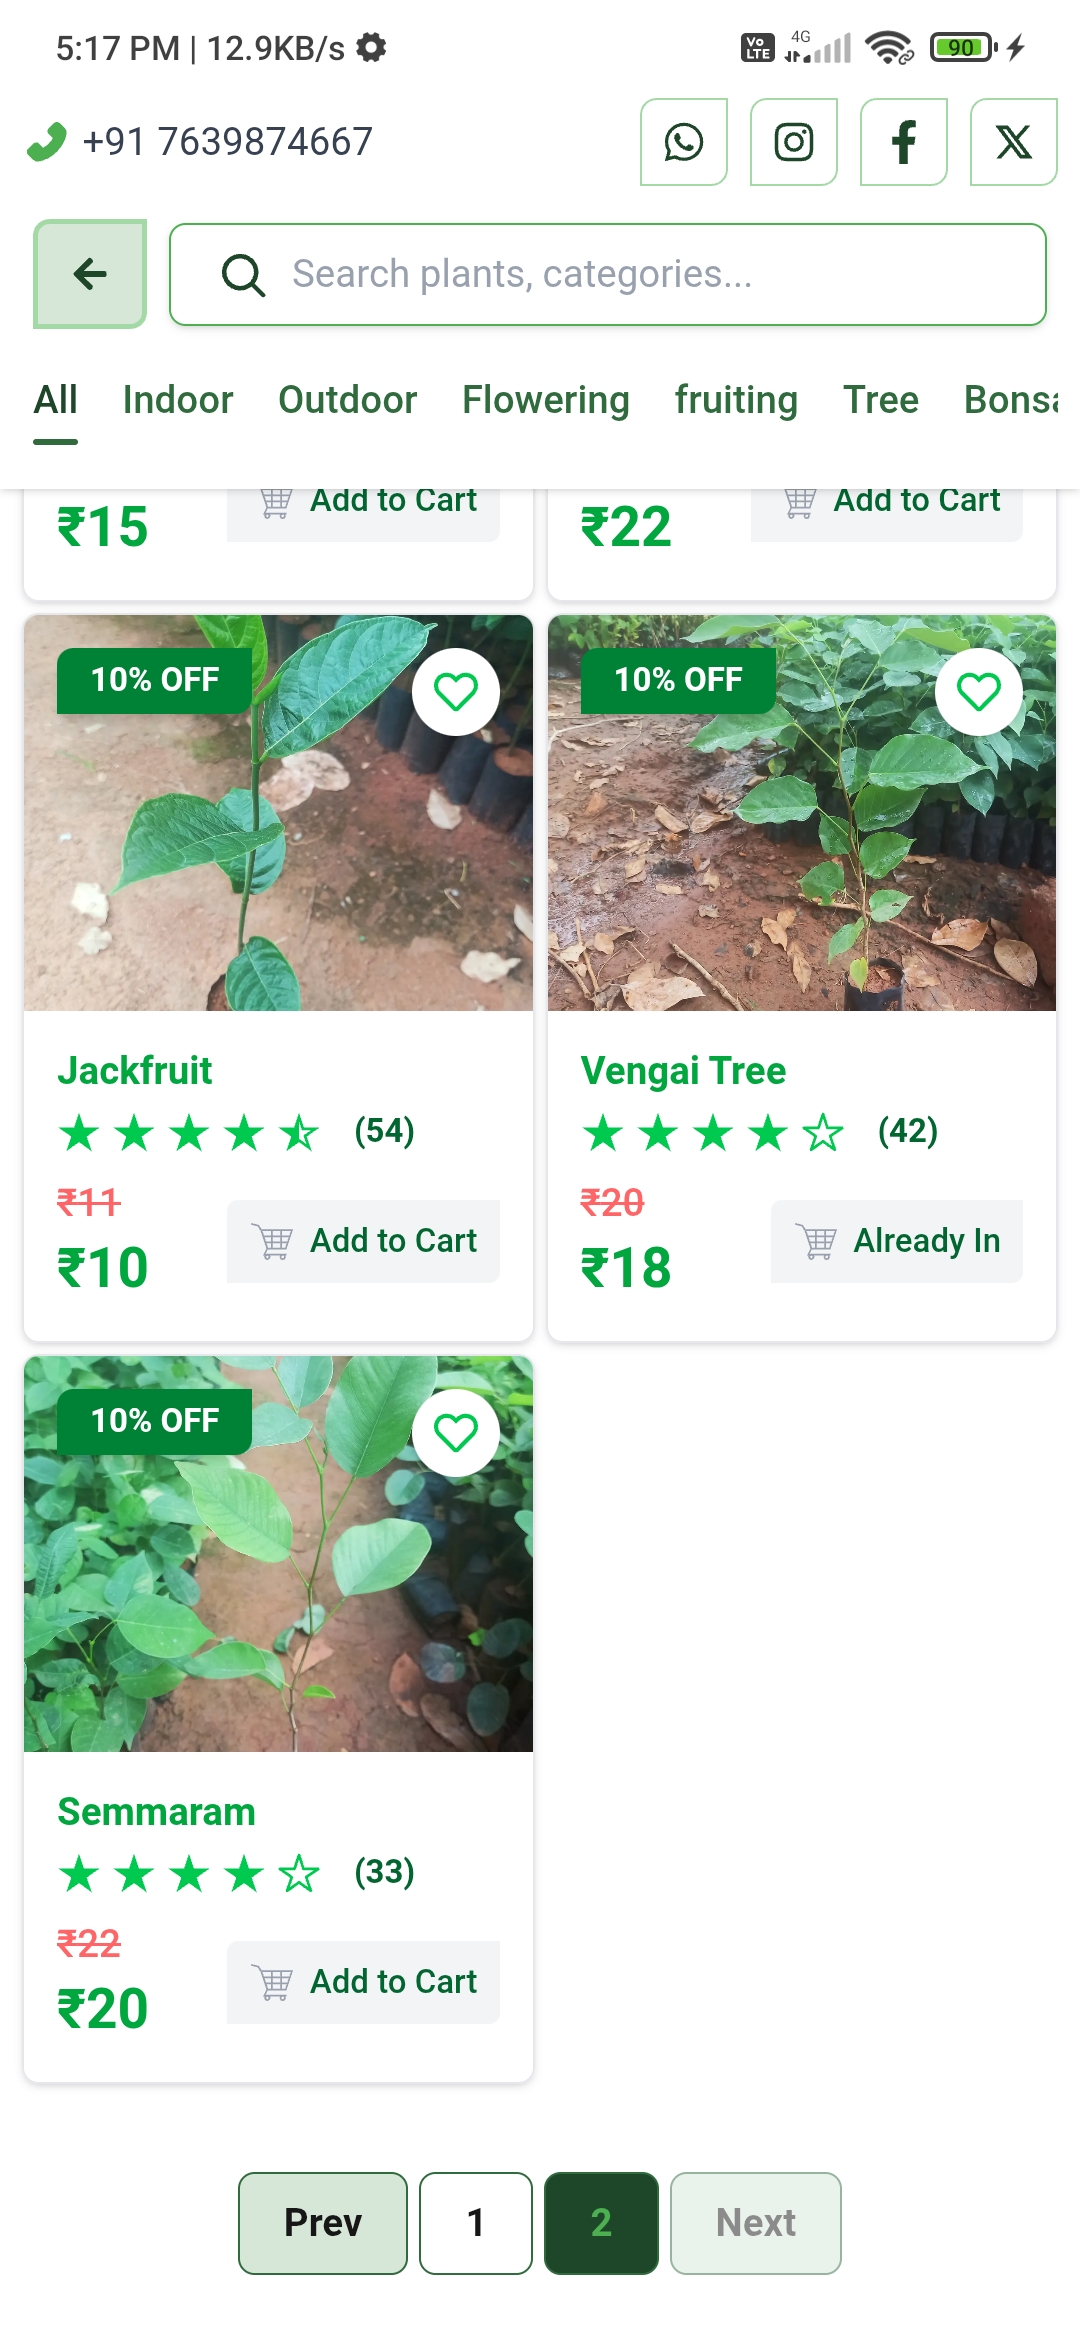 5:17 PM | 12.9KB/s
Vo LTE 4G 90
+91 7639874667
Search plants, categories...
All Indoor Outdoor Flowering fruiting Tree Bonsa
₹15 Add to Cart
₹22 Add to Cart
10% OFF
Jackfruit
(54)
₹11
₹10
Add to Cart
10% OFF
Vengai Tree
(42)
₹20
₹18
Already In
10% OFF
Semmaram
(33)
₹22
₹20
Add to Cart
Prev 1 2 Next